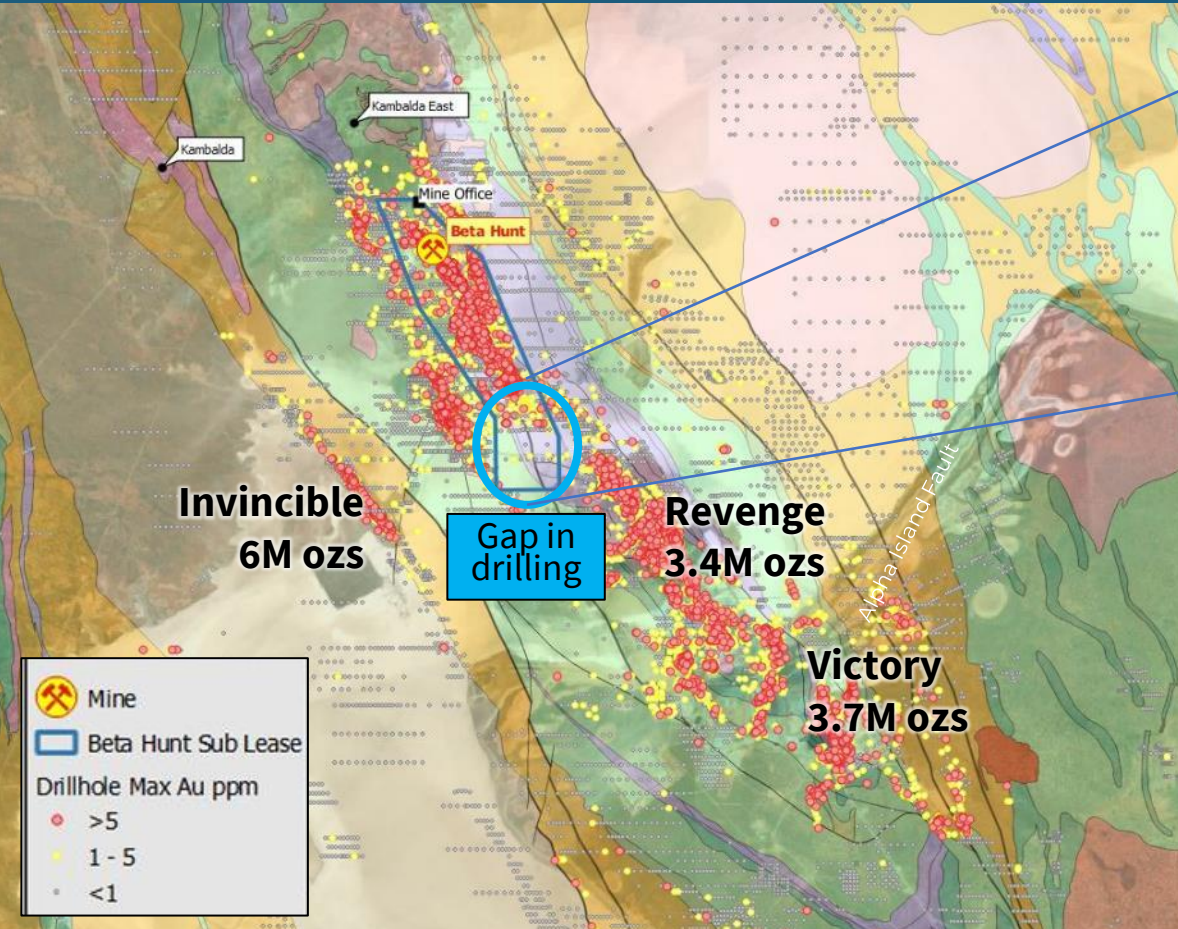 Kambalda East
Kambalda
Mine Office
Beta Hunt
Invincible
6M ozs
Gap in
drilling
Revenge
3.4M ozs
Alpha Island Fault
Victory
3.7M ozs
Mine
Beta Hunt Sub Lease
Drillhole Max Au ppm
>5
1 - 5
<1